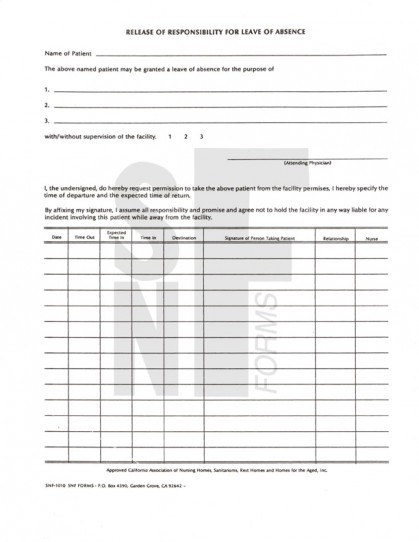 RELEASE OF RESPONSIBILITY FOR LEAVE OF ABSENCE
Name of Patient
The above named patient may be granted a leave of absence for the purpose of
1.
2.
3.
with/without supervision of the facility. 1 2 3
(Attending Physician)
I, the undersigned, do hereby request permission to take the above patient from the facility permises. I hereby specify the
time of departure and the expected time of return.
By affixing my signature, I assume all responsibility and promise and agree not to hold the facility in any way liable for any
incident involving this patient while away from the facility.
Date Time Out Expected Time In Time In Destination Signature of Person Taking Patient Relationship Nurse
SNF
FORMS
Approved California Association of Nursing Homes, Sanitariums, Rest Homes and Homes for the Aged, Inc.
SNF-101B SNF FORMS - P.O. Box 4590, Garden Grove, CA 92642 -